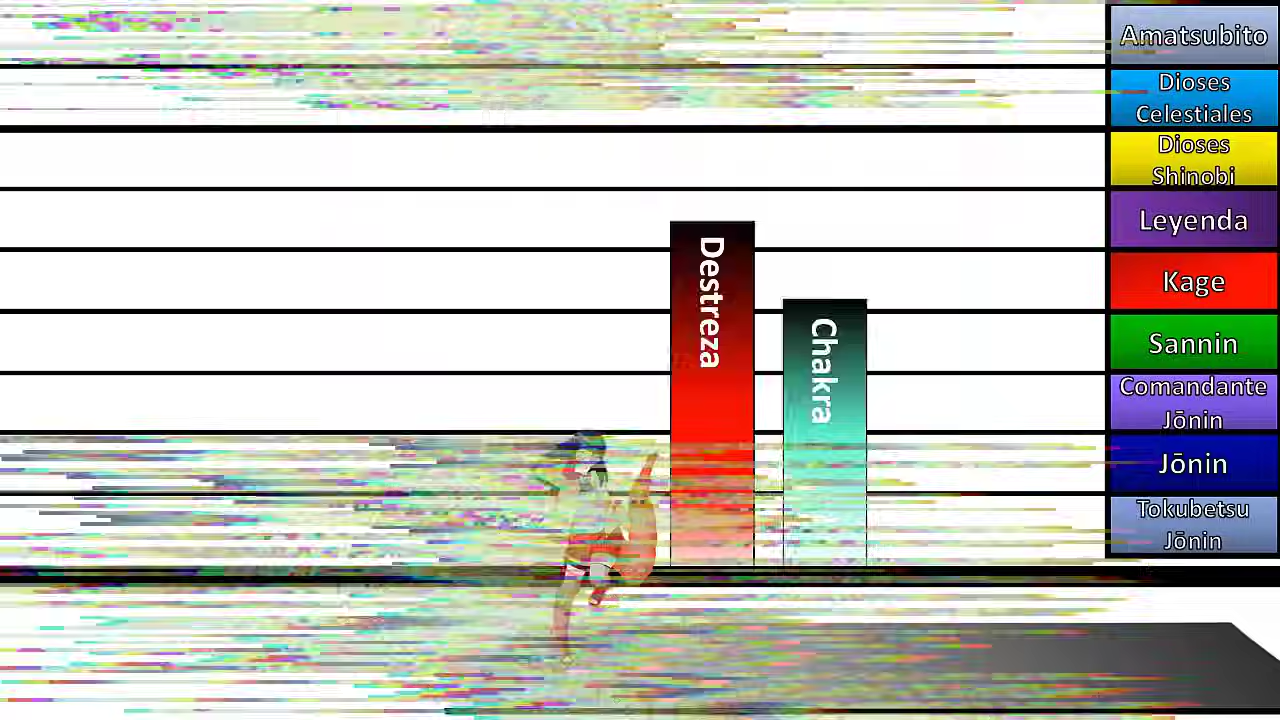 Amatsubito
Dioses
Celestiales
Dioses
Shinobi
Leyenda
Kage
Sannin
Comandante
Jōnin
Jōnin
Tokubetsu
Jōnin
Destreza
Chakra